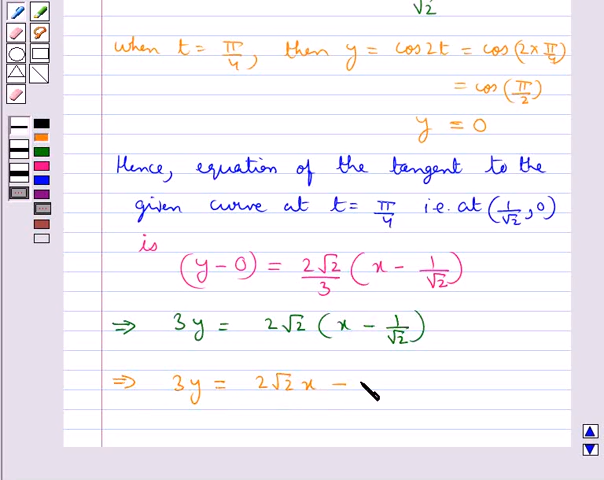 √2
when t = π/4, then y = cos2t = cos(2×π/4)
= cos(π/2)
y = 0
Hence, equation of the tangent to the
given curve at t = π/4 i.e. at (1/√2, 0)
is
(y − 0) = 2√2/3 (x − 1/√2)
⇒ 3y = 2√2 (x − 1/√2)
⇒ 3y = 2√2 x −